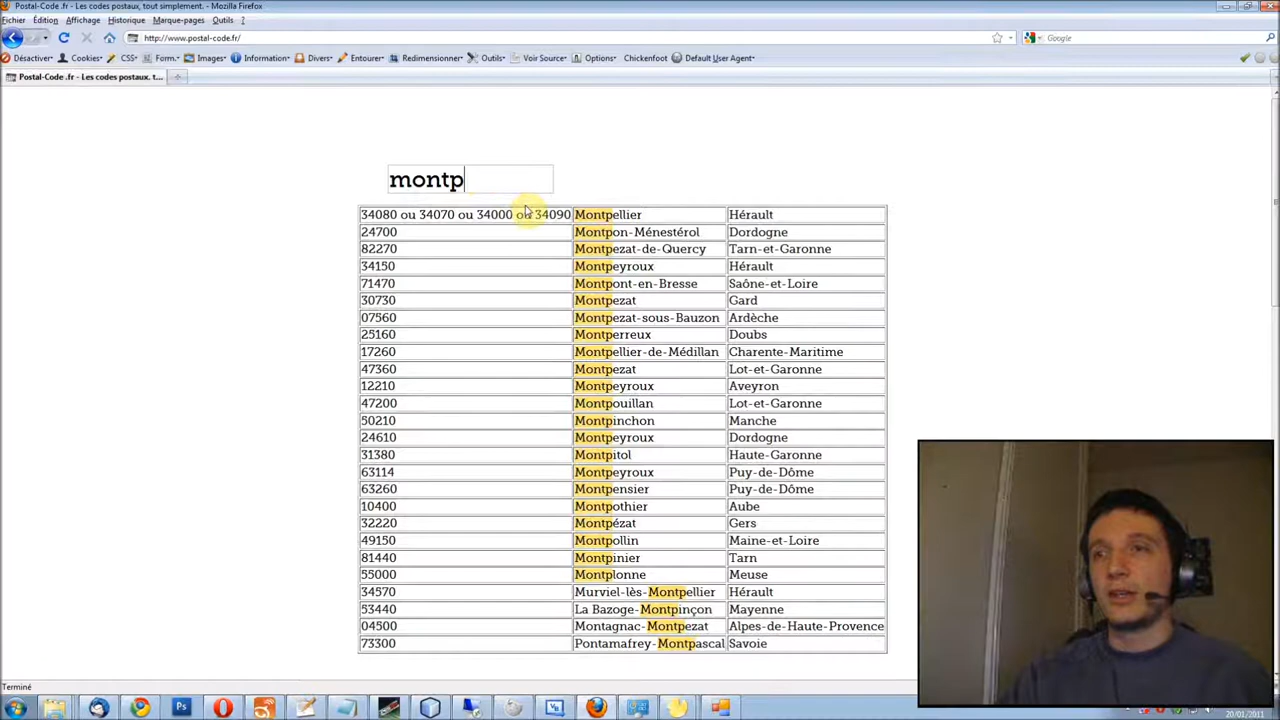 Postal-Code .fr - Les codes postaux, tout simplement. - Mozilla Firefox
Fichier Édition Affichage Historique Marque-pages Outils ?
http://www.postal-code.fr/ Google
Désactiver Cookies CSS Form. Images Information Divers Entourer Redimensionner Outils Voir Source Options Chickenfoot Default User Agent
Postal-Code .fr - Les codes postaux, t...
montp
34080 ou 34070 ou 34000 ou 34090 Montpellier Hérault
24700 Montpon-Ménestérol Dordogne
82270 Montpezat-de-Quercy Tarn-et-Garonne
34150 Montpeyroux Hérault
71470 Montpont-en-Bresse Saône-et-Loire
30730 Montpezat Gard
07560 Montpezat-sous-Bauzon Ardèche
25160 Montperreux Doubs
17260 Montpellier-de-Médillan Charente-Maritime
47360 Montpezat Lot-et-Garonne
12210 Montpeyroux Aveyron
47200 Montpouillan Lot-et-Garonne
50210 Montpinchon Manche
24610 Montpeyroux Dordogne
31380 Montpitol Haute-Garonne
63114 Montpeyroux Puy-de-Dôme
63260 Montpensier Puy-de-Dôme
10400 Montpothier Aube
32220 Montpézat Gers
49150 Montpollin Maine-et-Loire
81440 Montpinier Tarn
55000 Montplonne Meuse
34570 Murviel-lès-Montpellier Hérault
53440 La Bazoge-Montpinçon Mayenne
04500 Montagnac-Montpezat Alpes-de-Haute-Provence
73300 Pontamafrey-Montpascal Savoie
Terminé
20/01/2011